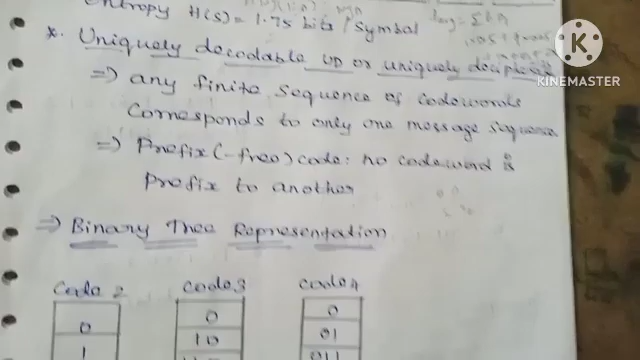 Entropy H(S) = 1.75 bits / Symbol
* Uniquely decodable UD or uniquely
KINEMASTER
=) any finite sequence of codewords
Corresponds to only one message sequence.
=) Prefix(-free) code: no codeword is
Prefix to another
=) Binary Tree Representation
Code 2 Code 3 Code 4
0 0 0
1 10 01
011